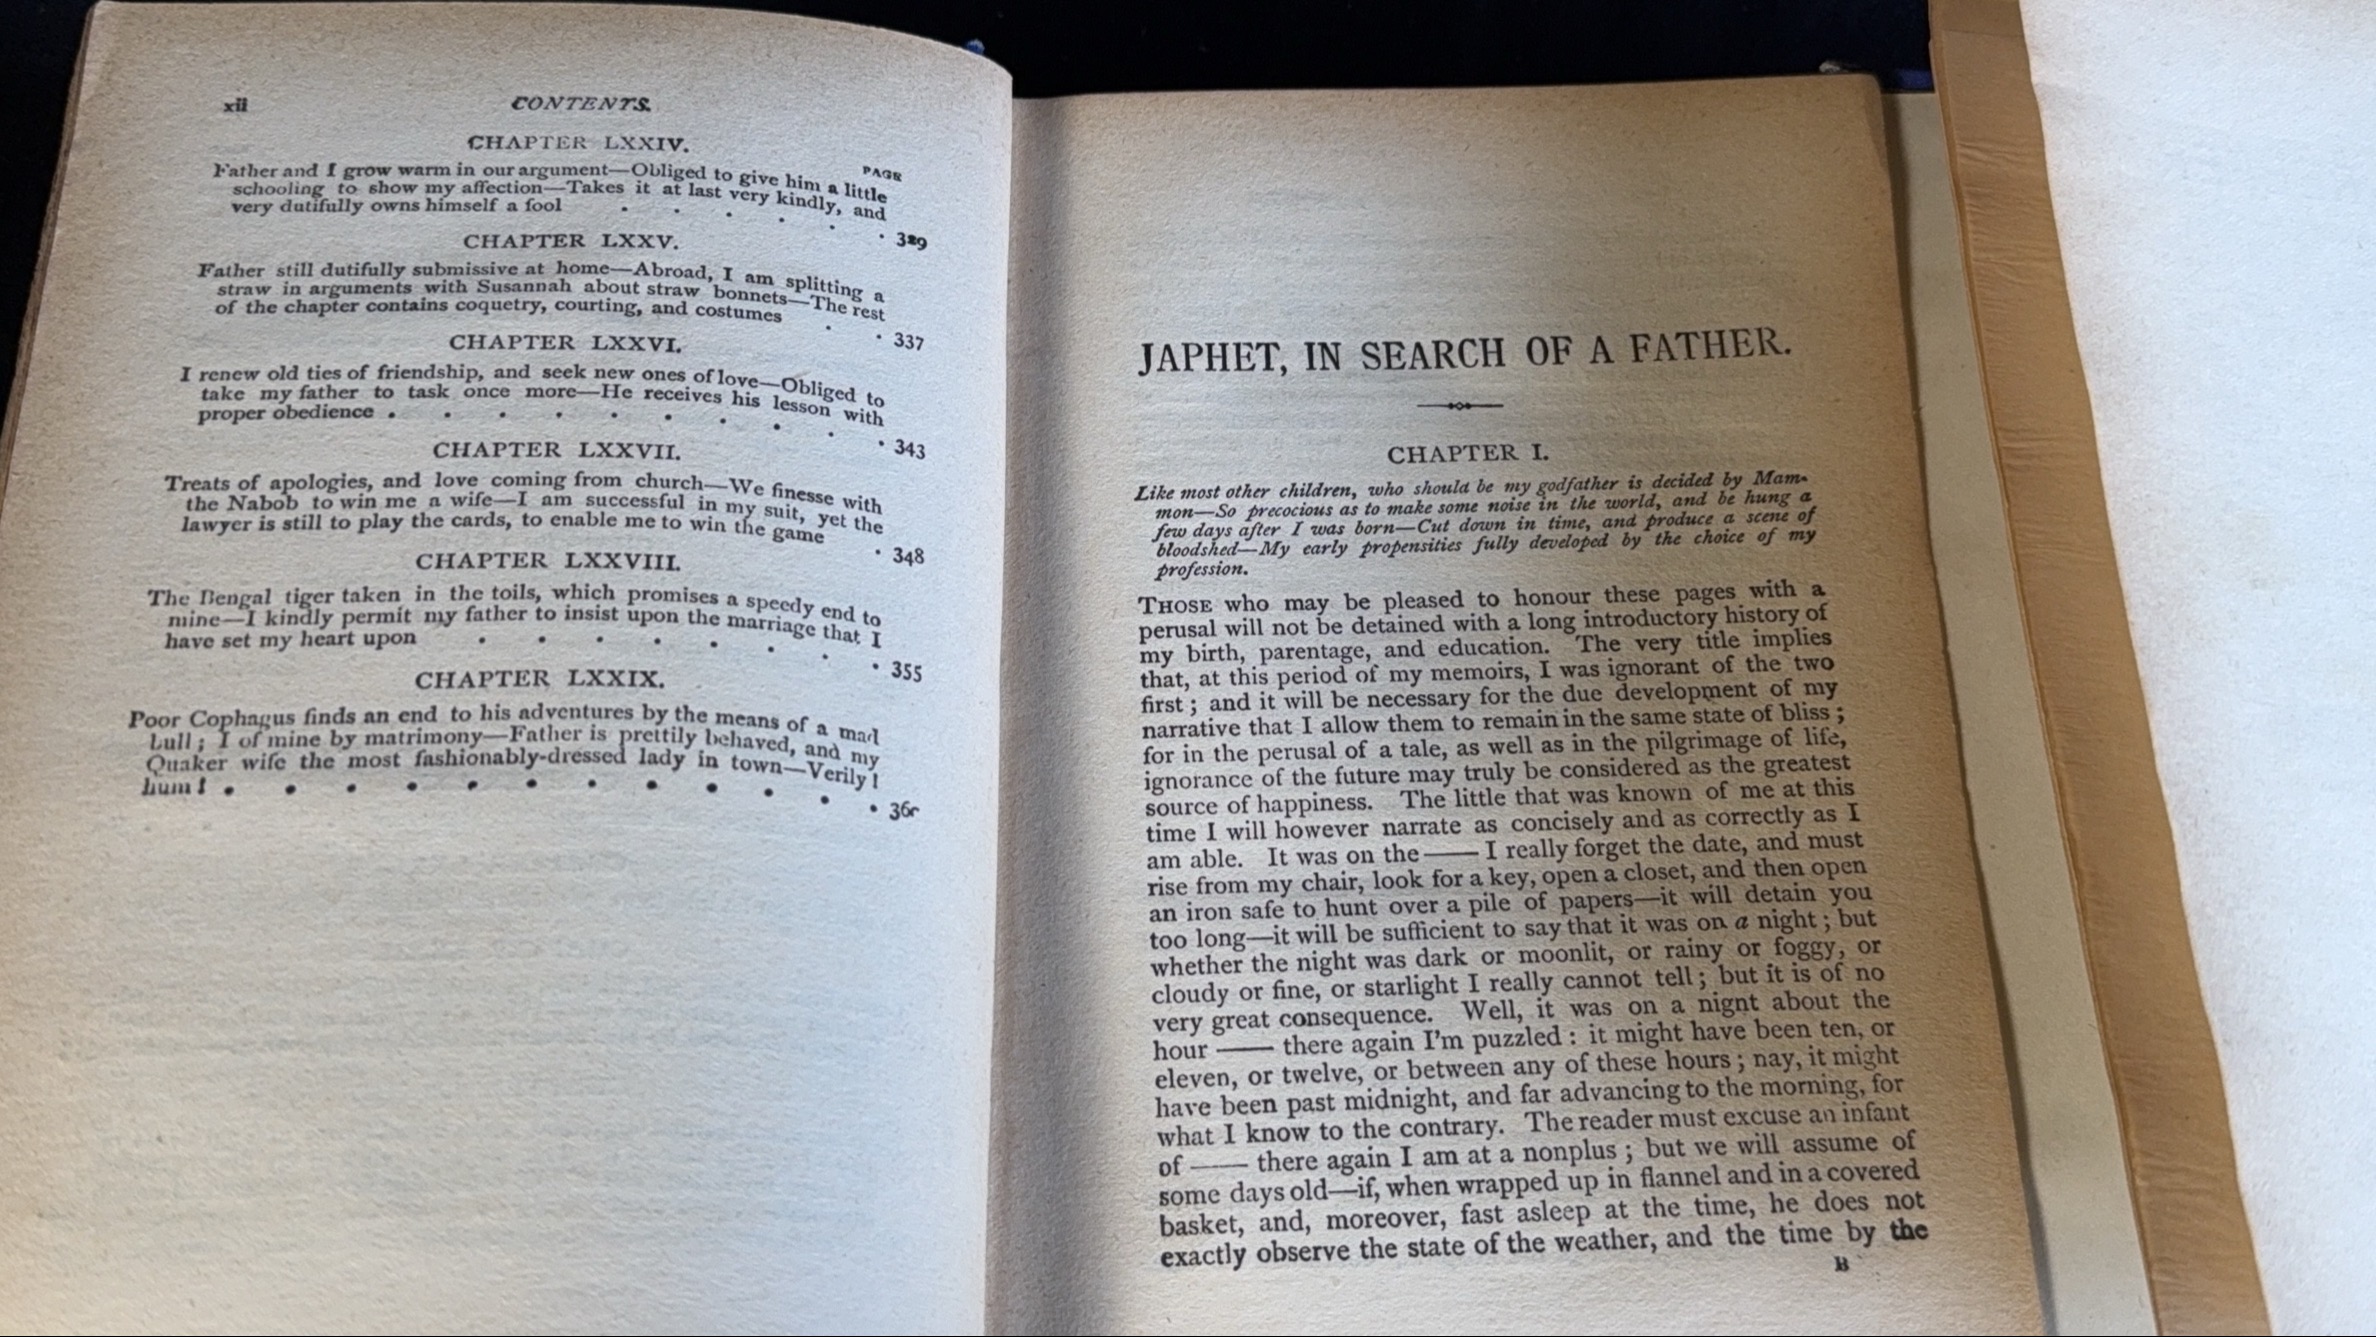 xii
CONTENTS.
CHAPTER LXXIV.
PAGE
Father and I grow warm in our argument—Obliged to give him a little
schooling to show my affection—Takes it at last very kindly, and
very dutifully owns himself a fool . . . . . . 329
CHAPTER LXXV.
Father still dutifully submissive at home—Abroad, I am splitting a
straw in arguments with Susannah about straw bonnets—The rest
of the chapter contains coquetry, courting, and costumes . . 337
CHAPTER LXXVI.
I renew old ties of friendship, and seek new ones of love—Obliged to
take my father to task once more—He receives his lesson with
proper obedience . . . . . . . . . . 343
CHAPTER LXXVII.
Treats of apologies, and love coming from church—We finesse with
the Nabob to win me a wife—I am successful in my suit, yet the
lawyer is still to play the cards, to enable me to win the game . 348
CHAPTER LXXVIII.
The Bengal tiger taken in the toils, which promises a speedy end to
mine—I kindly permit my father to insist upon the marriage that I
have set my heart upon . . . . . . . . 355
CHAPTER LXXIX.
Poor Cophagus finds an end to his adventures by the means of a mad
bull; I of mine by matrimony—Father is prettily behaved, and my
Quaker wife the most fashionably-dressed lady in town—Verily!
hum! . . . . . . . . . . . .
JAPHET, IN SEARCH OF A FATHER.
CHAPTER I.
Like most other children, who should be my godfather is decided by Mam-
mon—So precocious as to make some noise in the world, and be hung a
few days after I was born—Cut down in time, and produce a scene of
bloodshed—My early propensities fully developed by the choice of my
profession.
THOSE who may be pleased to honour these pages with a
perusal will not be detained with a long introductory history of
my birth, parentage, and education. The very title implies
that, at this period of my memoirs, I was ignorant of the two
first; and it will be necessary for the due development of my
narrative that I allow them to remain in the same state of bliss;
for in the perusal of a tale, as well as in the pilgrimage of life,
ignorance of the future may truly be considered as the greatest
source of happiness. The little that was known of me at this
time I will however narrate as concisely and as correctly as I
am able. It was on the —— I really forget the date, and must
rise from my chair, look for a key, open a closet, and then open
an iron safe to hunt over a pile of papers—it will detain you
too long—it will be sufficient to say that it was on a night; but
whether the night was dark or moonlit, or rainy or foggy, or
cloudy or fine, or starlight I really cannot tell; but it is of no
very great consequence. Well, it was on a nignt about the
hour —— there again I'm puzzled: it might have been ten, or
eleven, or twelve, or between any of these hours; nay, it might
have been past midnight, and far advancing to the morning, for
what I know to the contrary. The reader must excuse an infant
of —— there again I am at a nonplus; but we will assume of
some days old—if, when wrapped up in flannel and in a covered
basket, and, moreover, fast asleep at the time, he does not
exactly observe the state of the weather, and the time by the
B